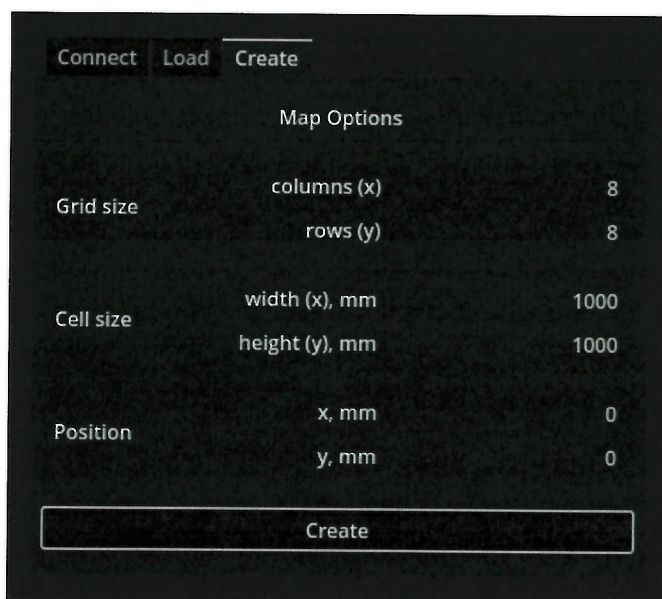 Connect Load Create
Map Options
Grid size
columns (x) 8
rows (y) 8
Cell size
width (x), mm 1000
height (y), mm 1000
Position
x, mm 0
y, mm 0
Create